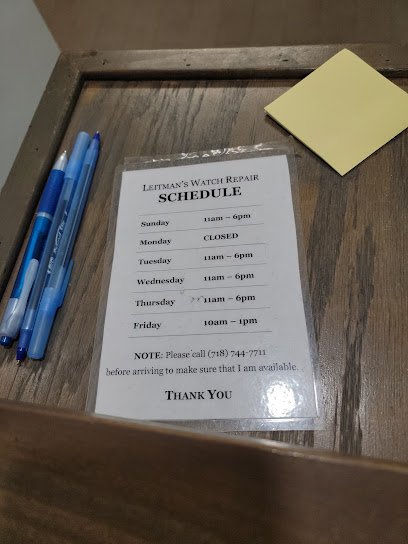 LEITMAN'S WATCH REPAIR
SCHEDULE
Sunday 11am – 6pm
Monday CLOSED
Tuesday 11am – 6pm
Wednesday 11am – 6pm
Thursday 11am – 6pm
Friday 10am – 1pm
NOTE: Please call (718) 744-7711
before arriving to make sure that I am available.
THANK YOU